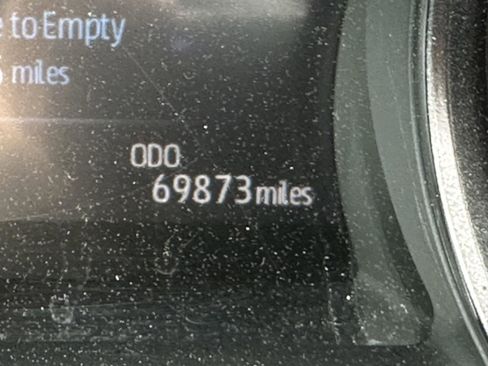 to Empty
miles
ODO
69873 miles